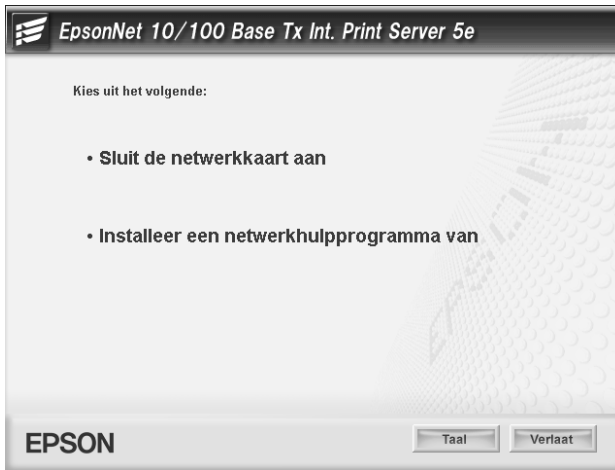 EpsonNet 10/100 Base Tx Int. Print Server 5e
Kies uit het volgende:
• Sluit de netwerkkaart aan
• Installeer een netwerkhulpprogramma van
EPSON
EPSON
Taal
Verlaat